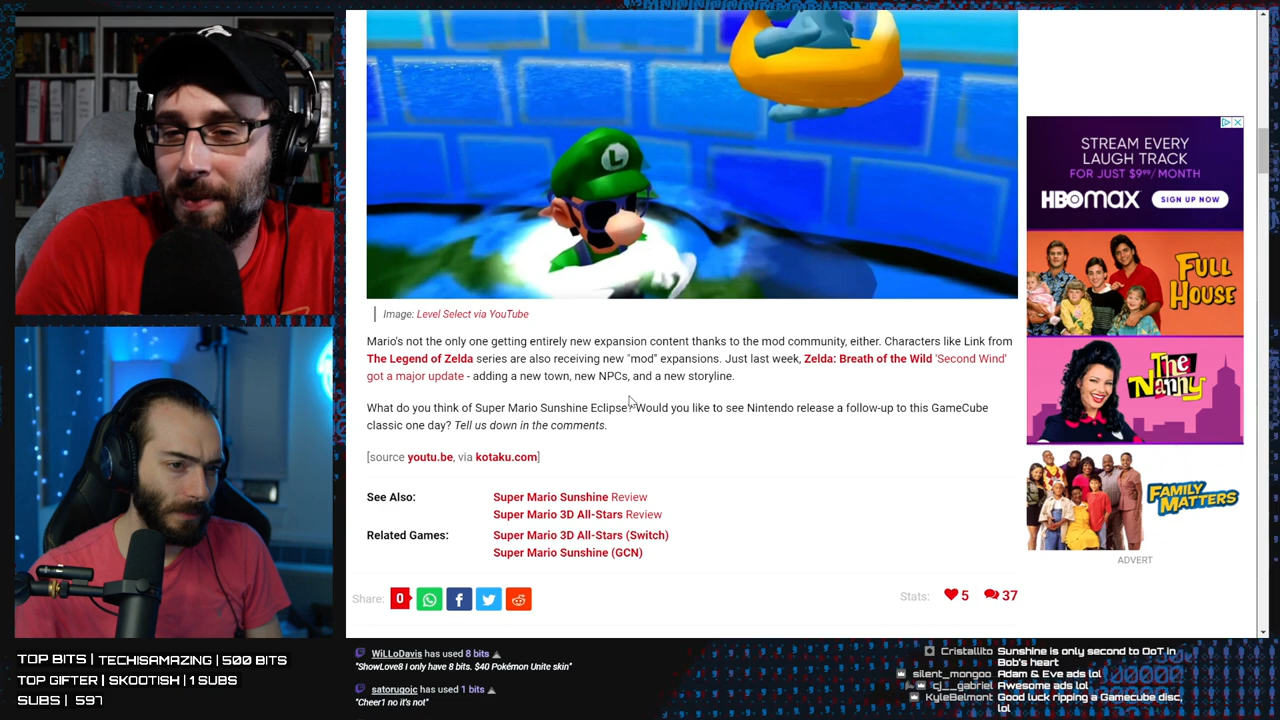 L
Image: Level Select via YouTube
Mario's not the only one getting entirely new expansion content thanks to the mod community, either. Characters like Link from
The Legend of Zelda series are also receiving new "mod" expansions. Just last week, Zelda: Breath of the Wild 'Second Wind'
got a major update - adding a new town, new NPCs, and a new storyline.
What do you think of Super Mario Sunshine Eclipse? Would you like to see Nintendo release a follow-up to this GameCube
classic one day? Tell us down in the comments.
[source youtu.be, via kotaku.com]
See Also:
Super Mario Sunshine Review
Super Mario 3D All-Stars Review
Related Games:
Super Mario 3D All-Stars (Switch)
Super Mario Sunshine (GCN)
Share:
0
Stats:
5
37
STREAM EVERY
LAUGH TRACK
FOR JUST $9.99/MONTH
HBOMAX
SIGN UP NOW
FULL
HOUSE
The
NANNY
FAMILY
MATTERS
ADVERT
TOP BITS | TECHISAMAZING | 500 BITS
TOP GIFTER | SKOOTISH | 1 SUBS
SUBS | 597
WiLLoDavis has used 8 bits
"ShowLove8 I only have 8 bits. $40 Pokémon Unite skin"
satorugojc has used 1 bits
"Cheer1 no it's not"
Cristallito Sunshine is only second to OoT in
Bob's heart
silent_mongoo Adam & Eve ads lol
cj__gabriel Awesome ads lol
KyleBelmont Good luck ripping a Gamecube disc,
lol